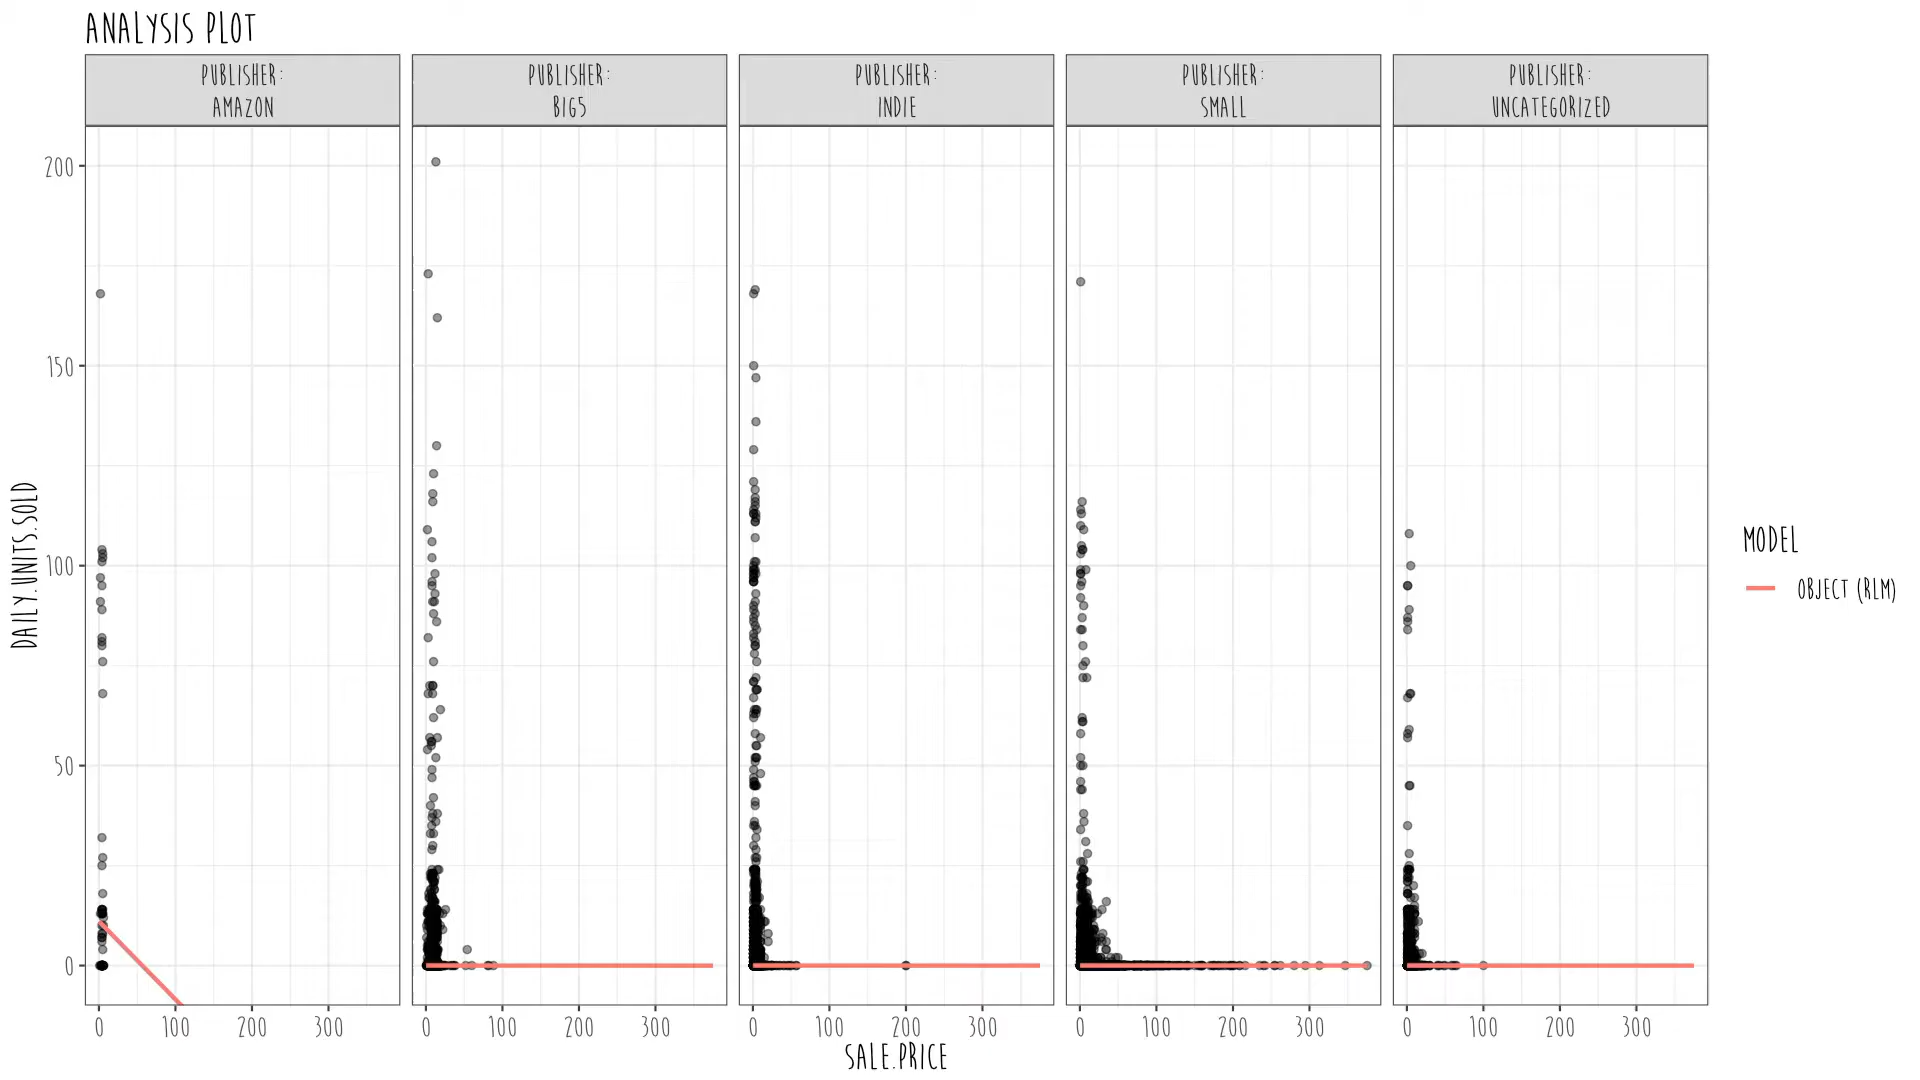 ANALYSIS PLOT
PUBLISHER:
AMAZON
PUBLISHER:
BIG5
PUBLISHER:
INDIE
PUBLISHER:
SMALL
PUBLISHER:
UNCATEGORIZED
200
150
100
50
0
DAILY.UNITS.SOLD
0 100 200 300
0 100 200 300
0 100 200 300
0 100 200 300
0 100 200 300
SALE.PRICE
MODEL
OBJECT (RLM)